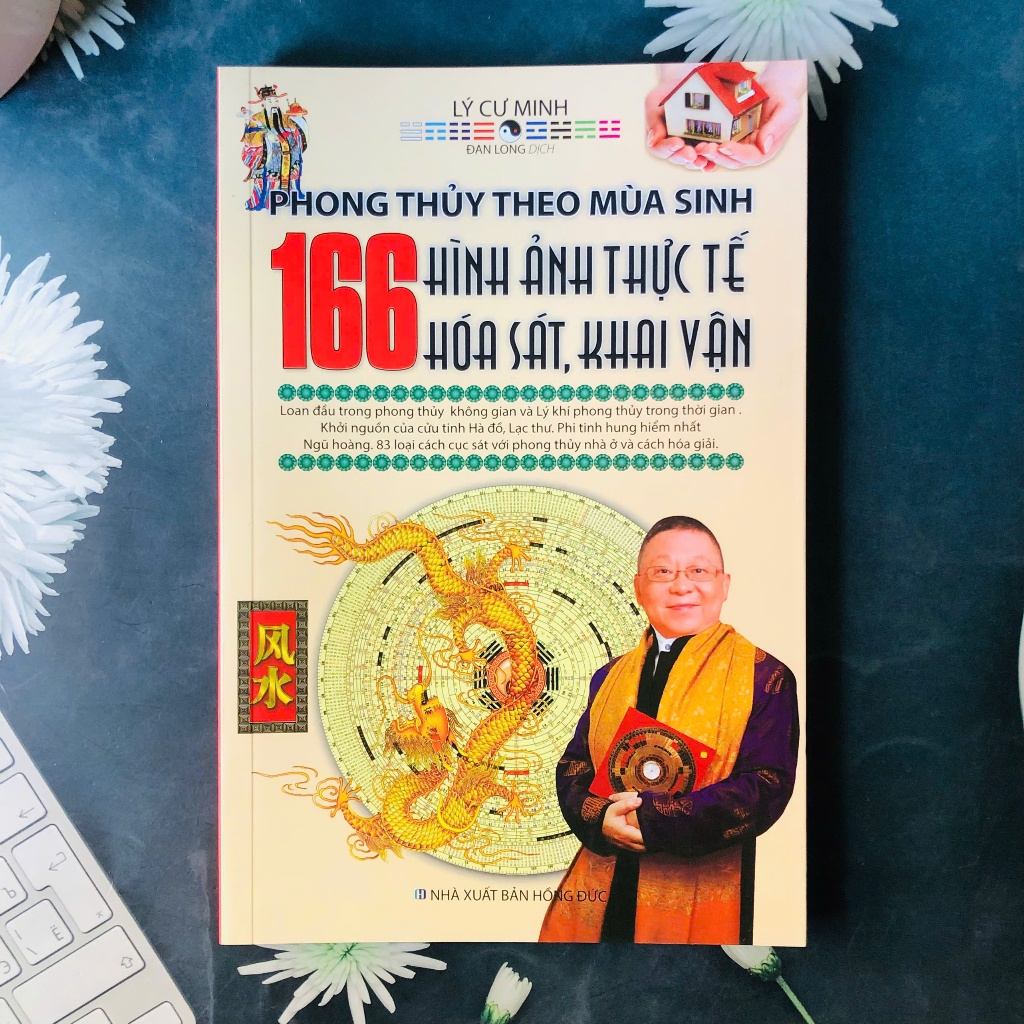 LÝ CƯ MINH
ĐAN LONG DỊCH
PHONG THỦY THEO MÙA SINH
166 HÌNH ẢNH THỰC TẾ
HÓA SÁT, KHAI VẬN
Loan đầu trong phong thủy không gian và Lý khí phong thủy trong thời gian .
Khởi nguồn của cửu tinh Hà đồ, Lạc thư. Phi tinh hung hiểm nhất
Ngũ hoàng. 83 loại cách cục sát với phong thủy nhà ở và cách hóa giải.
风水
NHÀ XUẤT BẢN HỒNG ĐỨC